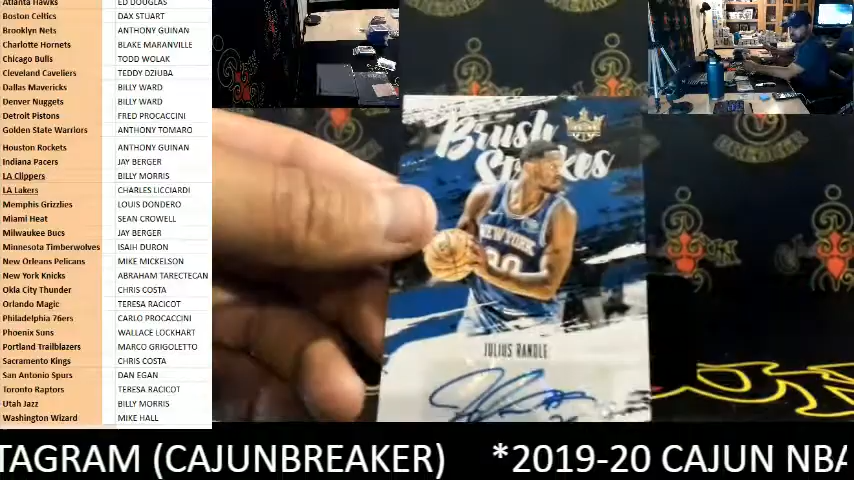 Atlanta Hawks ED DOUGLAS
Boston Celtics DAX STUART
Brooklyn Nets ANTHONY GUINAN
Charlotte Hornets BLAKE MARANVILLE
Chicago Bulls TODD WOLAK
Cleveland Cavaliers TEDDY DZIUBA
Dallas Mavericks BILLY WARD
Denver Nuggets BILLY WARD
Detroit Pistons FRED PROCACCINI
Golden State Warriors ANTHONY TOMARO
Houston Rockets ANTHONY GUINAN
Indiana Pacers JAY BERGER
LA Clippers BILLY MORRIS
LA Lakers CHARLES LICCIARDI
Memphis Grizzlies LOUIS DONDERO
Miami Heat SEAN CROWELL
Milwaukee Bucs JAY BERGER
Minnesota Timberwolves ISAIH DURON
New Orleans Pelicans MIKE MICKELSON
New York Knicks ABRAHAM TARECTECAN
Okla City Thunder CHRIS COSTA
Orlando Magic TERESA RACICOT
Philadelphia 76ers CARLO PROCACCINI
Phoenix Suns WALLACE LOCKHART
Portland Trailblazers MARCO GRIGOLETTO
Sacramento Kings CHRIS COSTA
San Antonio Spurs DAN EGAN
Toronto Raptors TERESA RACICOT
Utah Jazz BILLY MORRIS
Washington Wizard MIKE HALL
Brush
Strokes
NEW YORK
30
JULIUS RANDLE
TAGRAM (CAJUNBREAKER) *2019-20 CAJUN NBA